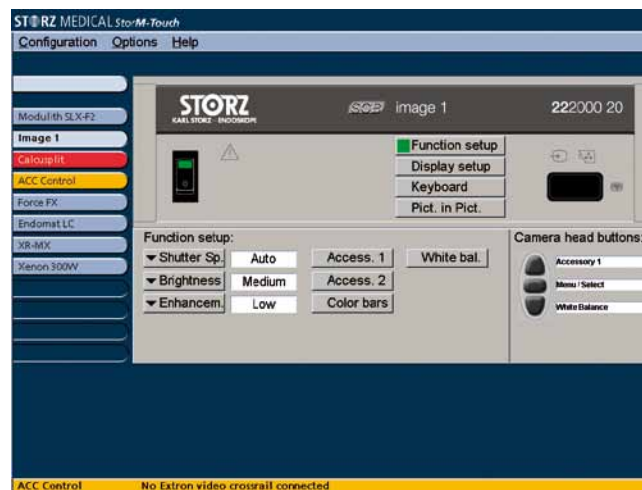 STORZ MEDICAL StorM-Touch
Configuration Options Help
Modulith SLX-F2
Image 1
Calcusplit
ACC Control
Force FX
Endomat LC
XR-MX
Xenon 300W
STORZ
KARL STORZ - ENDOSKOPE
SCB image 1
222000 20
Function setup
Display setup
Keyboard
Pict. in Pict.
Function setup:
Shutter Sp. Auto Access. 1 White bal.
Brightness Medium Access. 2
Enhancem. Low Color bars
Camera head buttons:
Accessory 1
Menu / Select
White Balance
ACC Control No Extron video crossrail connected